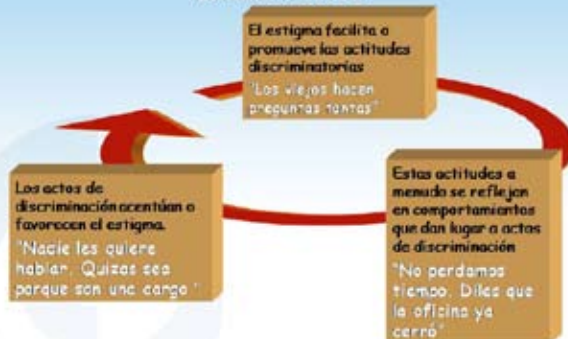 El estigma facilita o
promueve las actitudes
discriminatorias
"Los viejos hacen
preguntas tontas"
Estas actitudes a
menudo se reflejan
en comportamientos
que dan lugar a actos
de discriminación
"No perdamos
tiempo. Diles que
la oficina ya
cerró"
Los actos de
discriminación acentúan o
favorecen el estigma.
"Nadie les quiere
hablar. Quizas sea
porque son una carga"